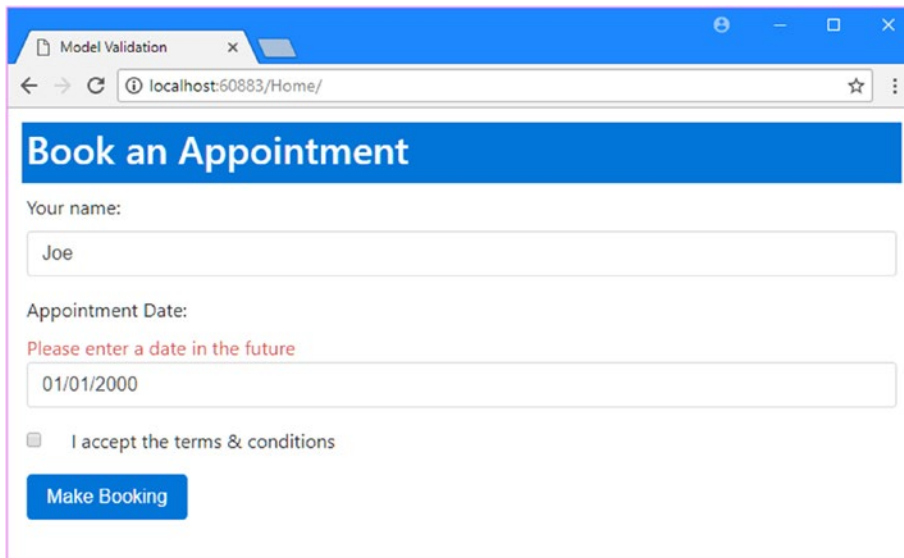 Model Validation
localhost:60883/Home/
Book an Appointment
Your name:
Joe
Appointment Date:
Please enter a date in the future
01/01/2000
I accept the terms & conditions
Make Booking